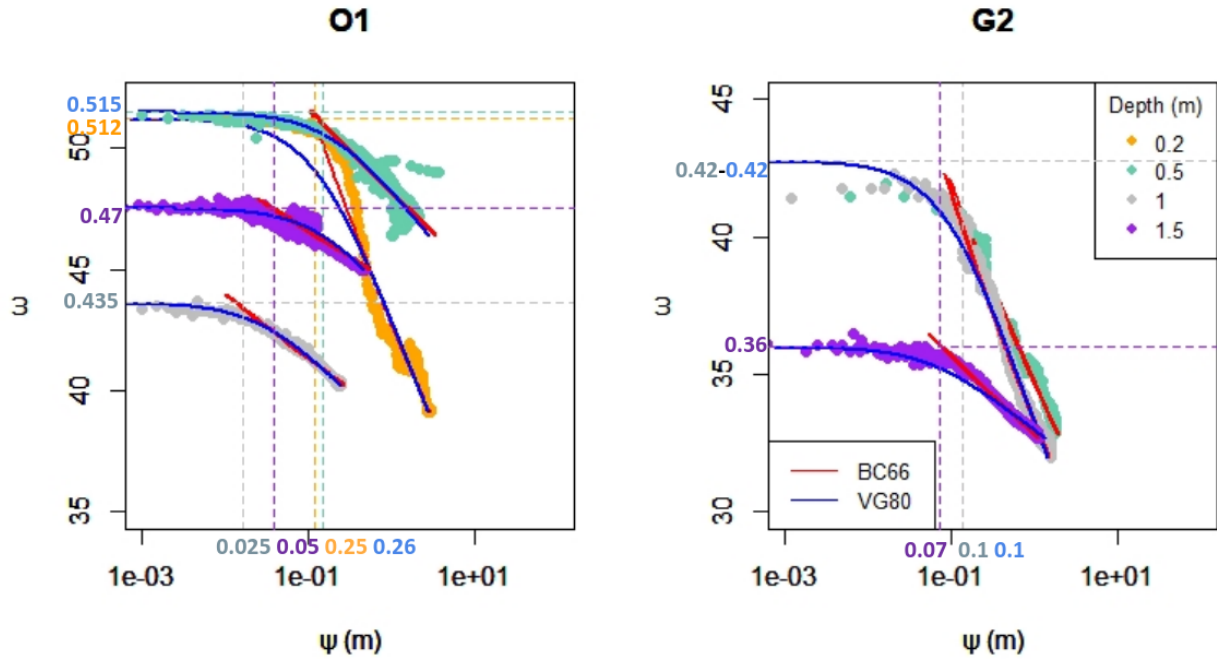 O1
0.515
0.512
50
0.47
45
0.435
ω
40
35
0.025 0.05 0.25 0.26
1e-03 1e-01 1e+01
ψ (m)
G2
45
Depth (m)
0.2
0.5
1
1.5
0.42-0.42
40
ω
0.36
35
BC66
VG80
30
0.07 0.1 0.1
1e-03 1e-01 1e+01
ψ (m)